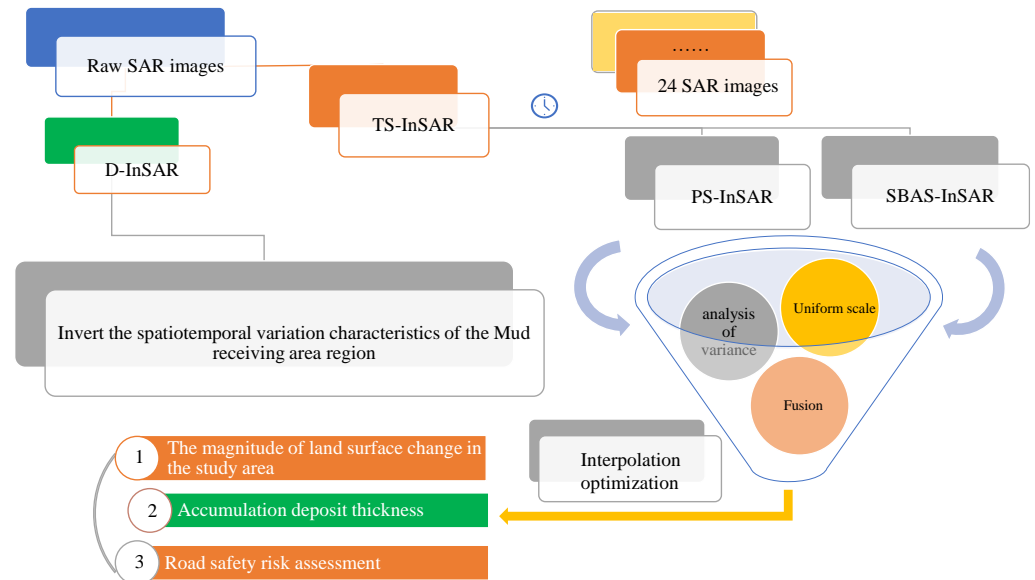 Raw SAR images
......
24 SAR images
TS-InSAR
D-InSAR
PS-InSAR
SBAS-InSAR
Invert the spatiotemporal variation characteristics of the Mud
receiving area region
analysis
of
variance
Uniform scale
Fusion
Interpolation
optimization
1
The magnitude of land surface change in
the study area
2
Accumulation deposit thickness
3
Road safety risk assessment